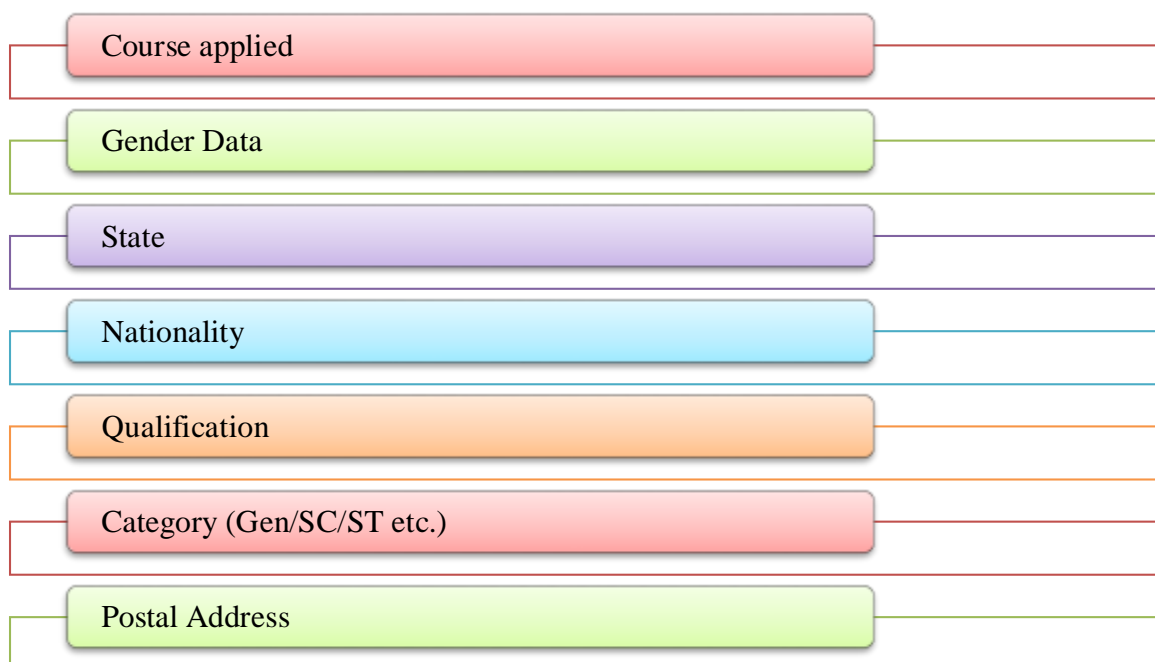 Course applied
Gender Data
State
Nationality
Qualification
Category (Gen/SC/ST etc.)
Postal Address